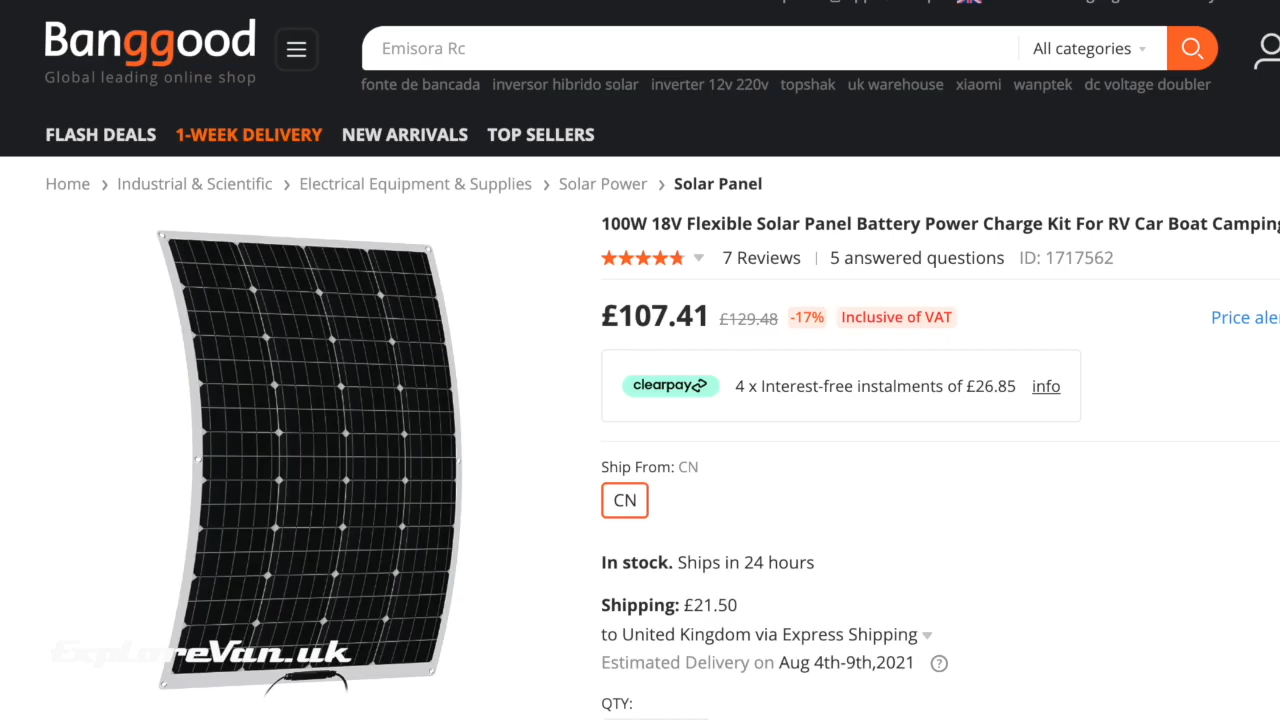 Banggood
Global leading online shop
Emisora Rc
All categories
fonte de bancada inversor hibrido solar inverter 12v 220v topshak uk warehouse xiaomi wanptek dc voltage doubler
FLASH DEALS 1-WEEK DELIVERY NEW ARRIVALS TOP SELLERS
Home › Industrial & Scientific › Electrical Equipment & Supplies › Solar Power › Solar Panel
100W 18V Flexible Solar Panel Battery Power Charge Kit For RV Car Boat Camping
7 Reviews | 5 answered questions ID: 1717562
£107.41 £129.48 -17% Inclusive of VAT
Price aler
clearpay 4 x Interest-free instalments of £26.85 info
Ship From: CN
CN
In stock. Ships in 24 hours
Shipping: £21.50
to United Kingdom via Express Shipping
Estimated Delivery on Aug 4th-9th,2021 ?
QTY:
ExploreVan.uk